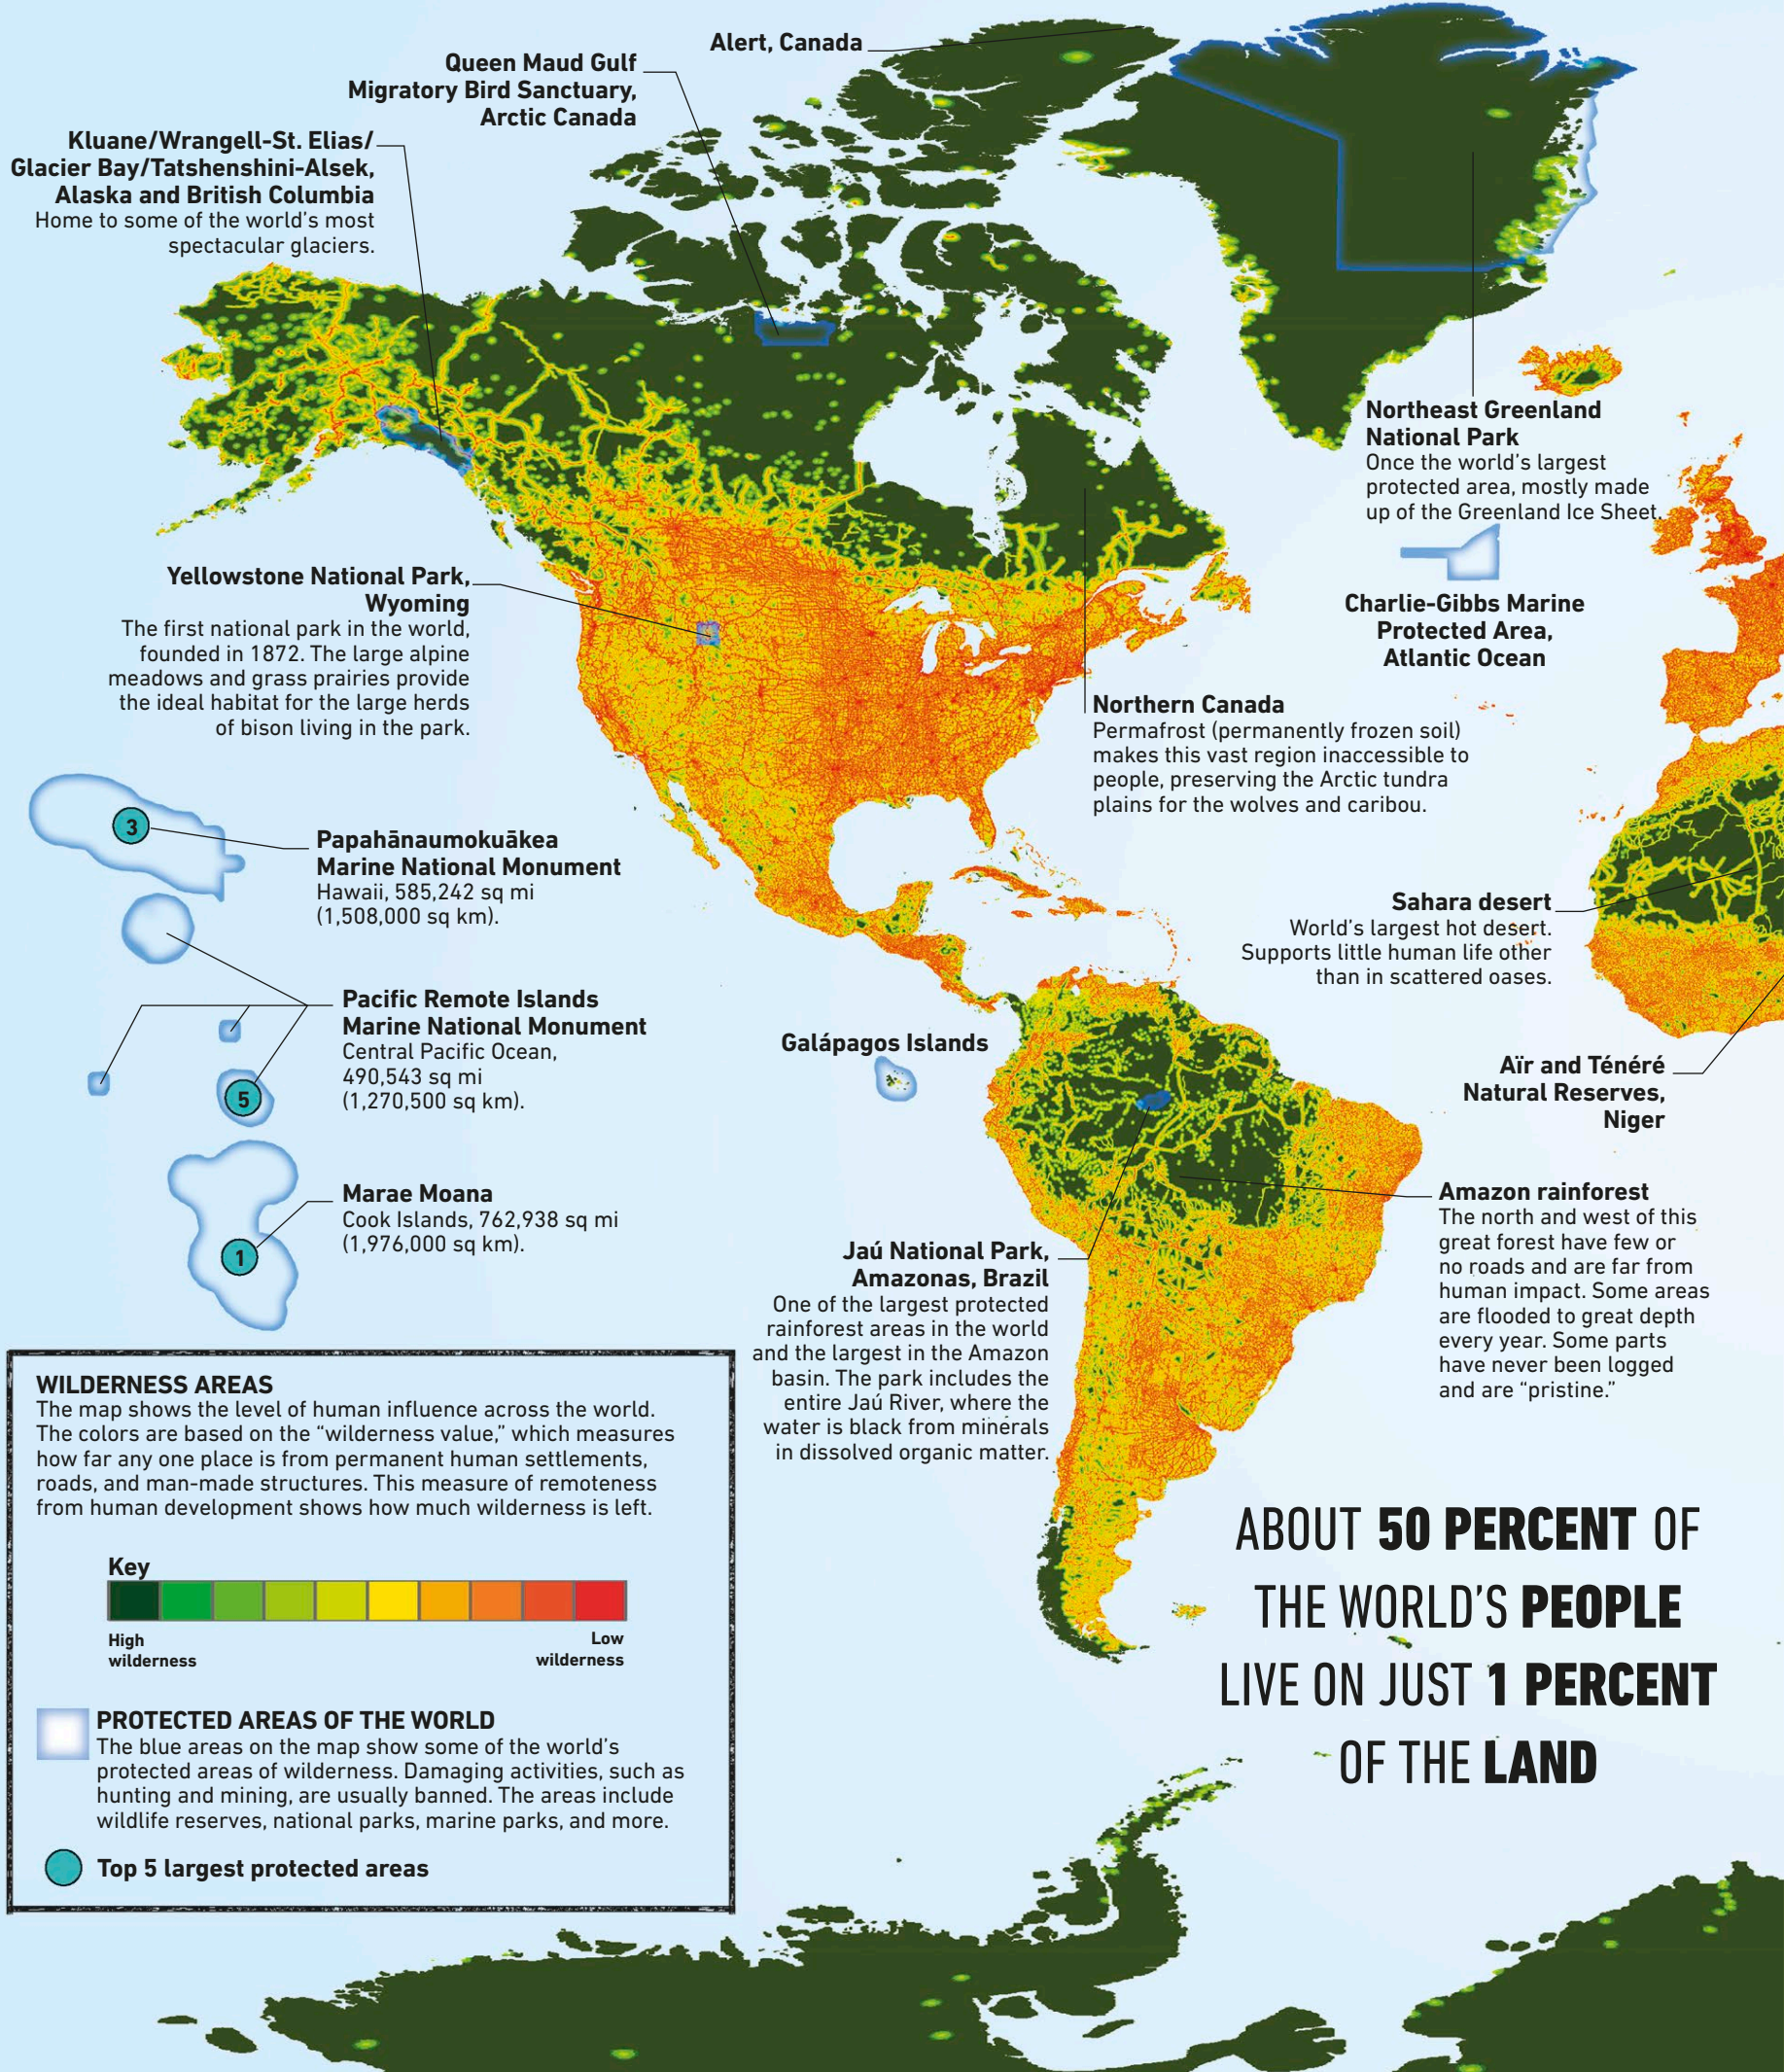 Alert, Canada
Queen Maud Gulf
Migratory Bird Sanctuary,
Arctic Canada
Kluane/Wrangell-St. Elias/
Glacier Bay/Tatshenshini-Alsek,
Alaska and British Columbia
Home to some of the world's most
spectacular glaciers.
Northeast Greenland
National Park
Once the world's largest
protected area, mostly made
up of the Greenland Ice Sheet.
Charlie-Gibbs Marine
Protected Area,
Atlantic Ocean
Yellowstone National Park,
Wyoming
The first national park in the world,
founded in 1872. The large alpine
meadows and grass prairies provide
the ideal habitat for the large herds
of bison living in the park.
Northern Canada
Permafrost (permanently frozen soil)
makes this vast region inaccessible to
people, preserving the Arctic tundra
plains for the wolves and caribou.
3
Papahānaumokuākea
Marine National Monument
Hawaii, 585,242 sq mi
(1,508,000 sq km).
Sahara desert
World's largest hot desert.
Supports little human life other
than in scattered oases.
Pacific Remote Islands
Marine National Monument
Central Pacific Ocean,
490,543 sq mi
(1,270,500 sq km).
5
Galápagos Islands
Aïr and Ténéré
Natural Reserves,
Niger
Marae Moana
Cook Islands, 762,938 sq mi
(1,976,000 sq km).
1
Amazon rainforest
The north and west of this
great forest have few or
no roads and are far from
human impact. Some areas
are flooded to great depth
every year. Some parts
have never been logged
and are “pristine.”
Jaú National Park,
Amazonas, Brazil
One of the largest protected
rainforest areas in the world
and the largest in the Amazon
basin. The park includes the
entire Jaú River, where the
water is black from minerals
in dissolved organic matter.
WILDERNESS AREAS
The map shows the level of human influence across the world.
The colors are based on the “wilderness value,” which measures
how far any one place is from permanent human settlements,
roads, and man-made structures. This measure of remoteness
from human development shows how much wilderness is left.
Key
High
wilderness
Low
wilderness
PROTECTED AREAS OF THE WORLD
The blue areas on the map show some of the world's
protected areas of wilderness. Damaging activities, such as
hunting and mining, are usually banned. The areas include
wildlife reserves, national parks, marine parks, and more.
Top 5 largest protected areas
ABOUT 50 PERCENT OF
THE WORLD'S PEOPLE
LIVE ON JUST 1 PERCENT
OF THE LAND